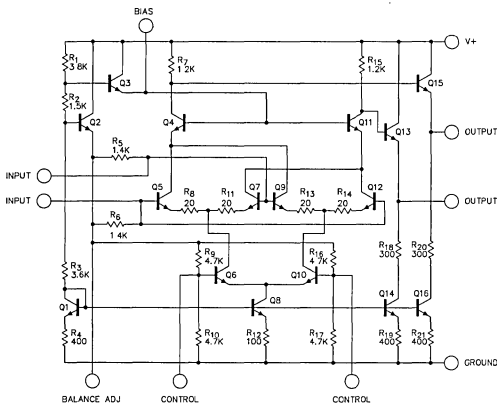 BIAS
V+
R1
3.8K
Q3
R7
1.2K
R15
1.2K
Q15
R2
1.5K
Q2
Q4
Q11
Q13
OUTPUT
R5
1.4K
INPUT
INPUT
Q5
R8
20
R11
20
Q7
Q9
R13
20
R14
20
Q12
OUTPUT
R6
1.4K
R3
3.6K
R9
4.7K
Q6
Q10
R16
4.7K
R18
300
R20
300
Q1
Q8
Q14
Q16
R4
400
R10
4.7K
R12
100
R17
4.7K
R19
400
R21
400
GROUND
BALANCE ADJ
CONTROL
CONTROL